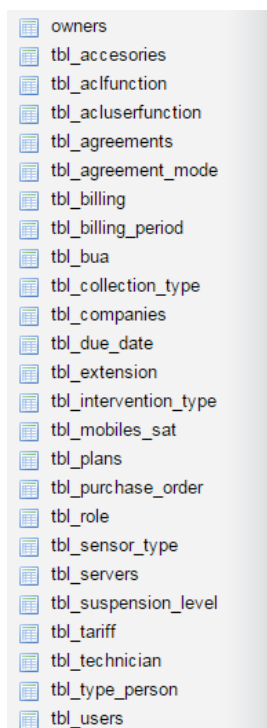 owners
tbl_accesories
tbl_aclfunction
tbl_acluserfunction
tbl_agreements
tbl_agreement_mode
tbl_billing
tbl_billing_period
tbl_bua
tbl_collection_type
tbl_companies
tbl_due_date
tbl_extension
tbl_intervention_type
tbl_mobiles_sat
tbl_plans
tbl_purchase_order
tbl_role
tbl_sensor_type
tbl_servers
tbl_suspension_level
tbl_tariff
tbl_technician
tbl_type_person
tbl_users